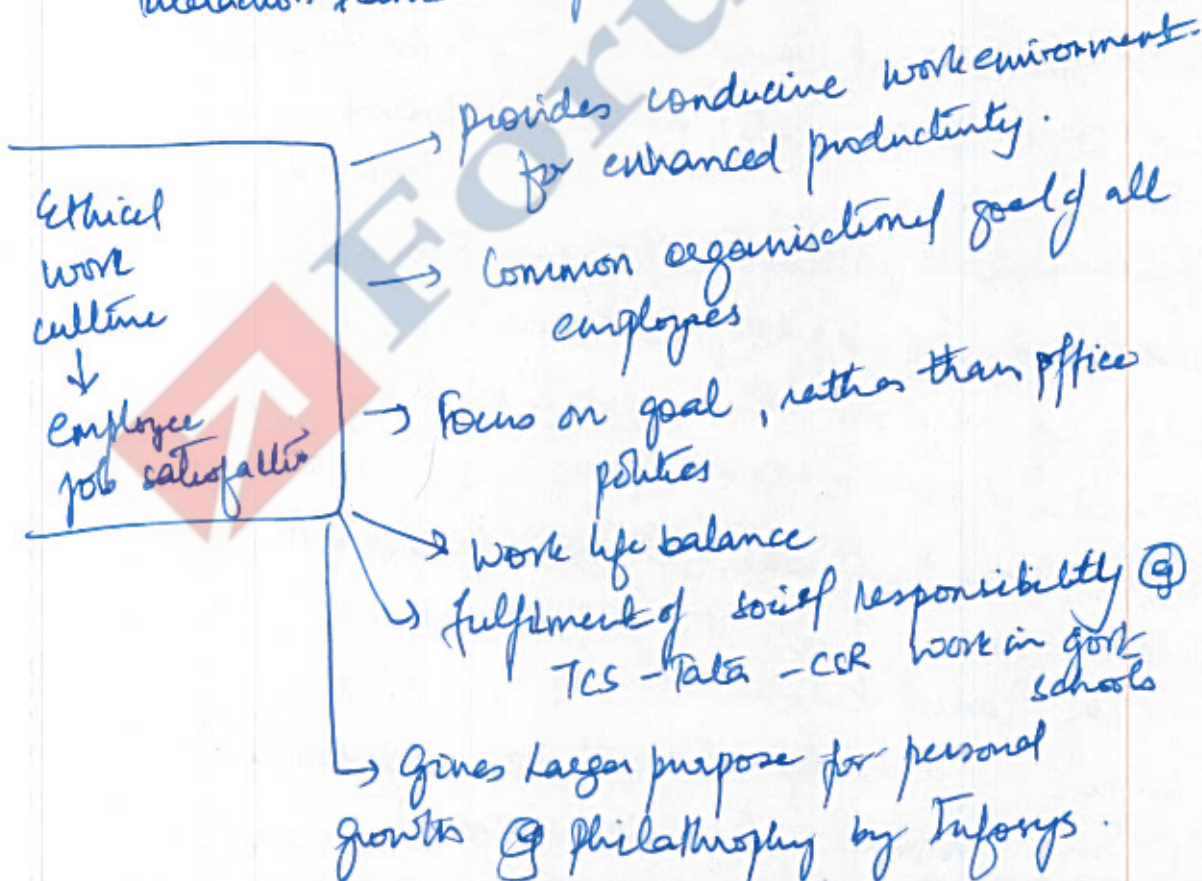 Ethical
work
culture
↓
employee
job satisfaction
→ provides conducive work environment.
for enhanced productivity.
→ Common organisational goal of all
employees
→ Focus on goal, rather than office
politics
→ work life balance
→ fulfilment of social responsibility eg
TCS - Tata - CSR work in govt
schools
→ Gives Larger purpose for personal
growth eg philathrophy by Infosys.
Foru